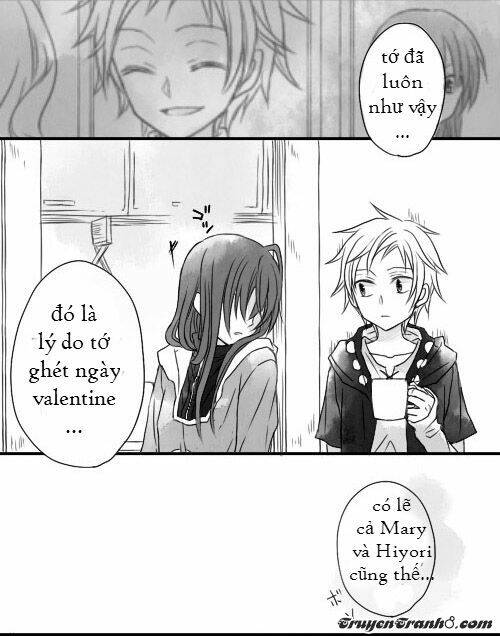 tớ đã
luôn
như vậy
...
đó là
lý do tớ
ghét ngày
valentine
...
có lẽ
cả Mary
và Hiyori
cũng thế...
TruyenTranh8.com